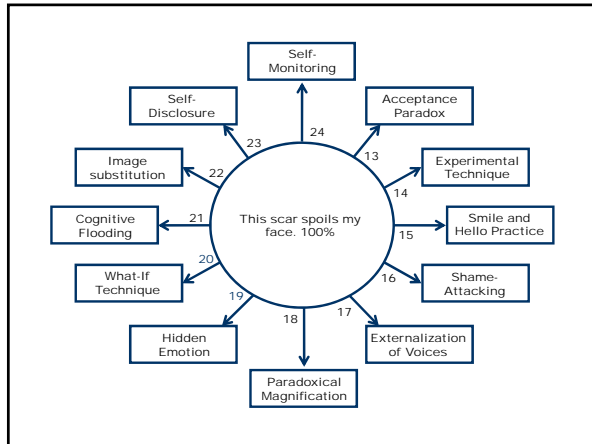 Self-
Monitoring
24
Acceptance
Paradox
13
Experimental
Technique
14
Smile and
Hello Practice
15
Shame-
Attacking
16
Externalization
of Voices
17
Paradoxical
Magnification
18
Hidden
Emotion
19
What-If
Technique
20
Cognitive
Flooding
21
Image
substitution
22
Self-
Disclosure
23
This scar spoils my
face. 100%